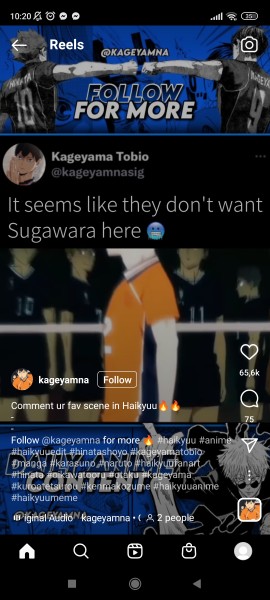 10:20
35
Reels
@KAGEYAMNA
FOLLOW
FOR MORE
Kageyama Tobio
@kageyamnasig
It seems like they don't want
Sugawara here 🥶
65,6k
kageyamna
Follow
Comment ur fav scene in Haikyuu🔥🔥
-
75
-
Follow @kageyamna for more🔥 #haikyuu #anime
#haikyuuedit #hinatashoyo #kageyamatobio
#manga #karasuno #naruto #haikyuufanart
#hinata #oikawatooru #otaku #kageyama
#kurootetsurou #kenmakozume #haikyuuanime
#haikyuumeme
@KAGEYAMNA
iginal Audio
kageyamna • (
2 people